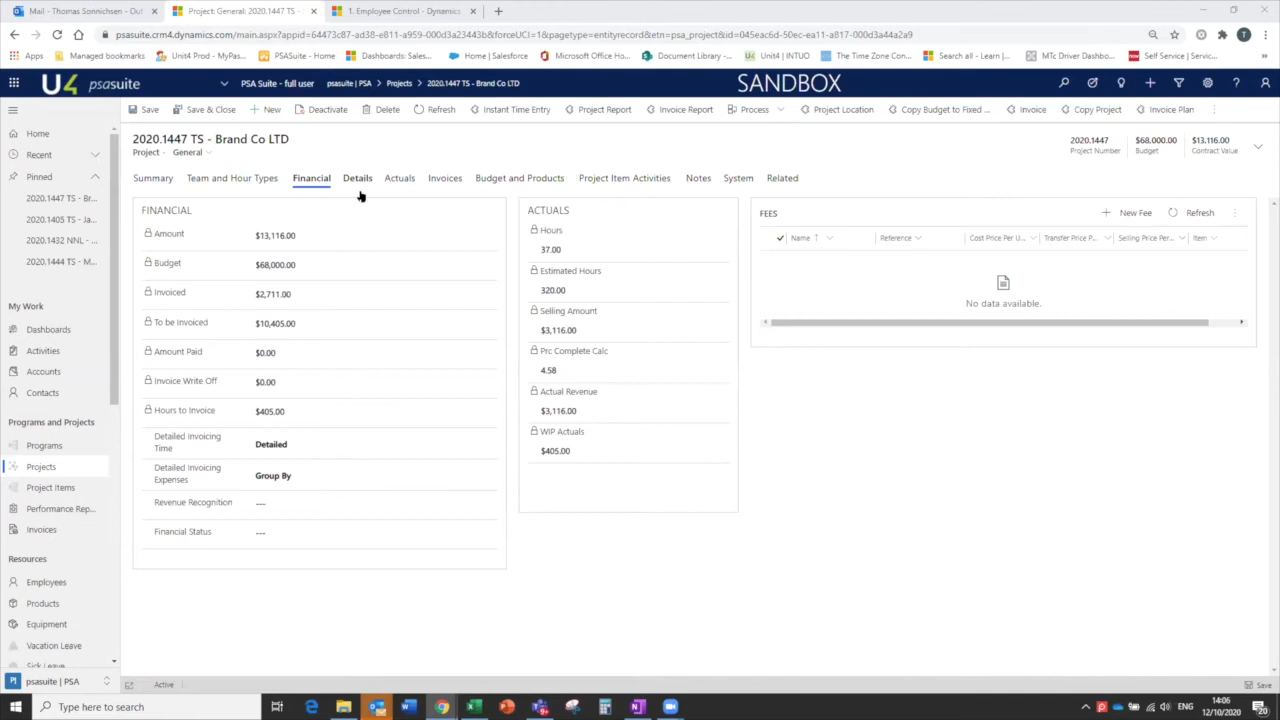 Mail - Thomas Sonnichsen - Outlo
Project: General: 2020.1447 TS -
1. Employee Control - Dynamics
psasuite.crm4.dynamics.com/main.aspx?appid=64473c87-ad38-e811-a959-000d3a23443b&forceUCI=1&pagetype=entityrecord&etn=psa_project&id=045eac6d-50ec-ea11-a817-000d3a44a2a9
Apps
Managed bookmarks
Unit4 Prod - MyPas...
PSASuite - Home
Dashboards: Sales...
Home | Salesforce
Microsoft Office Ho...
Document Library -...
Unit4 | INTUO
The Time Zone Con...
Search all - Learn |...
MTc Driver Dashbo...
Self Service | Servic...
U4 psasuite
PSA Suite - full user
psasuite | PSA
Projects
2020.1447 TS - Brand Co LTD
SANDBOX
Save
Save & Close
New
Deactivate
Delete
Refresh
Instant Time Entry
Project Report
Invoice Report
Process
Project Location
Copy Budget to Fixed ...
Invoice
Copy Project
Invoice Plan
Home
Recent
Pinned
2020.1447 TS - Br...
2020.1405 TS - Ja...
2020.1432 NNL - ...
2020.1444 TS - M...
My Work
Dashboards
Activities
Accounts
Contacts
Programs and Projects
Programs
Projects
Project Items
Performance Rep...
Invoices
Resources
Employees
Products
Equipment
Vacation Leave
Sick Leave
PJ psasuite | PSA
2020.1447 TS - Brand Co LTD
Project · General
2020.1447
Project Number
$68,000.00
Budget
$13,116.00
Contract Value
Summary
Team and Hour Types
Financial
Details
Actuals
Invoices
Budget and Products
Project Item Activities
Notes
System
Related
FINANCIAL
Amount $13,116.00
Budget $68,000.00
Invoiced $2,711.00
To be Invoiced $10,405.00
Amount Paid $0.00
Invoice Write Off $0.00
Hours to Invoice $405.00
Detailed Invoicing
Time
Detailed
Detailed Invoicing
Expenses
Group By
Revenue Recognition ---
Financial Status ---
ACTUALS
Hours
37.00
Estimated Hours
320.00
Selling Amount
$3,116.00
Prc Complete Calc
4.58
Actual Revenue
$3,116.00
WIP Actuals
$405.00
FEES
New Fee
Refresh
Name
Reference
Cost Price Per U...
Transfer Price P...
Selling Price Per...
Item
No data available.
Active
Save
Type here to search
ENG
14:06
12/10/2020
20